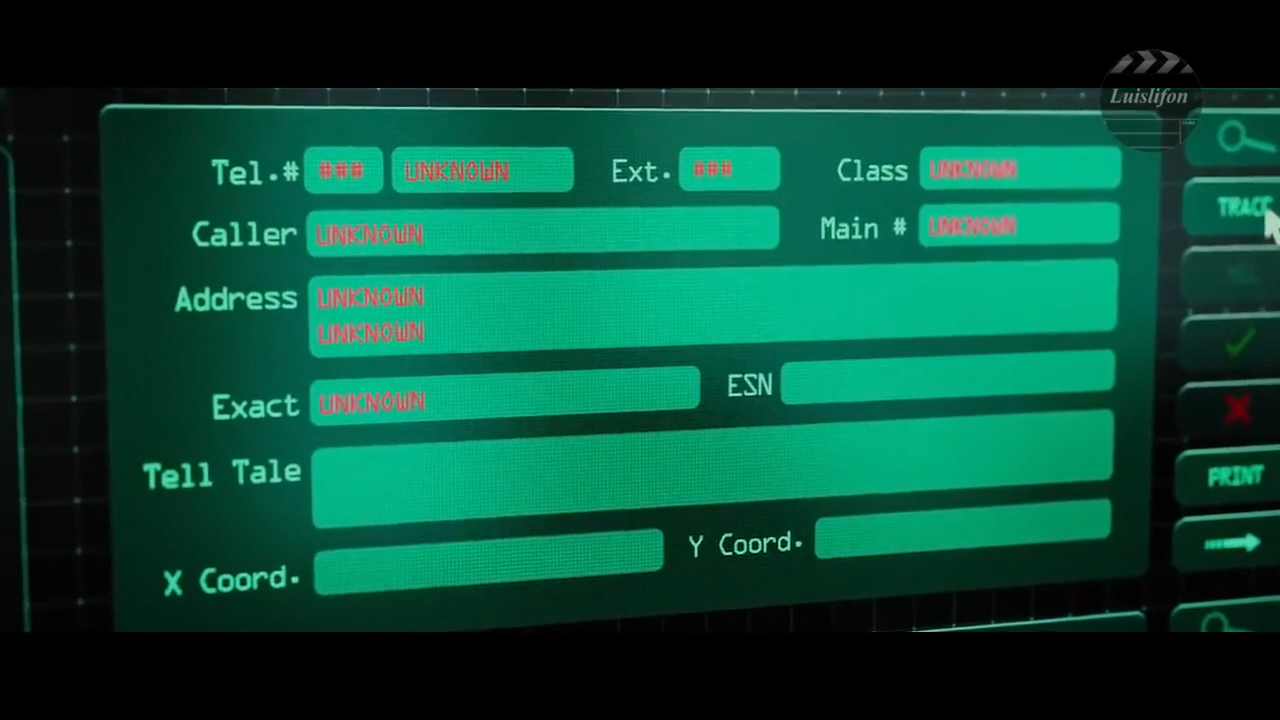 Luislifon
Tel.# ### UNKNOWN Ext. ### Class UNKNOWN
TRACE
Caller UNKNOWN Main # UNKNOWN
Address UNKNOWN
UNKNOWN
Exact UNKNOWN ESN
Tell Tale
PRINT
X Coord. Y Coord.